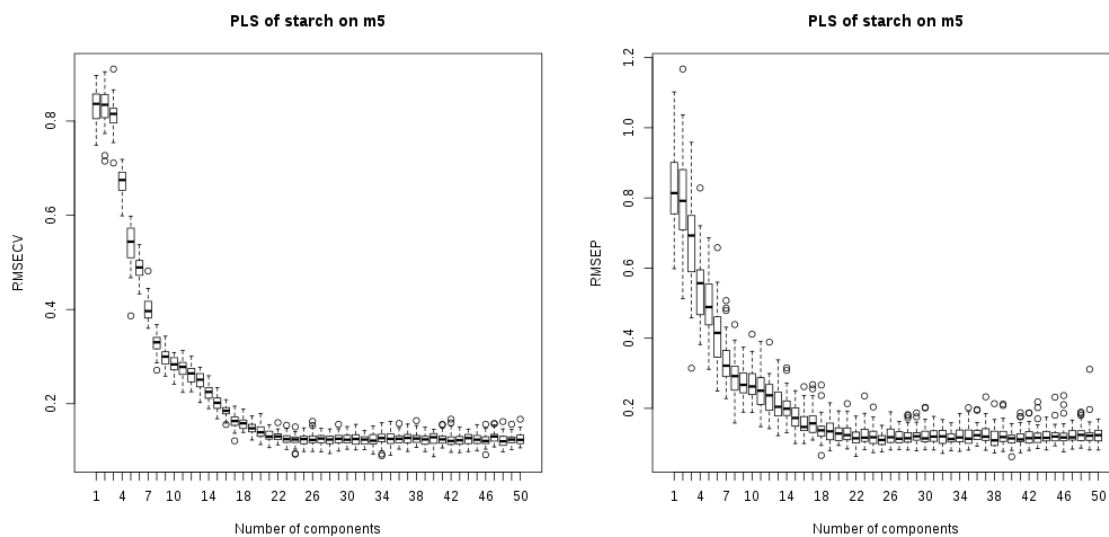 PLS of starch on m5
RMSECV
0.8
0.6
0.4
0.2
1 4 7 10 14 18 22 26 30 34 38 42 46 50
Number of components
PLS of starch on m5
RMSEP
1.2
1.0
0.8
0.6
0.4
0.2
1 4 7 10 14 18 22 26 30 34 38 42 46 50
Number of components